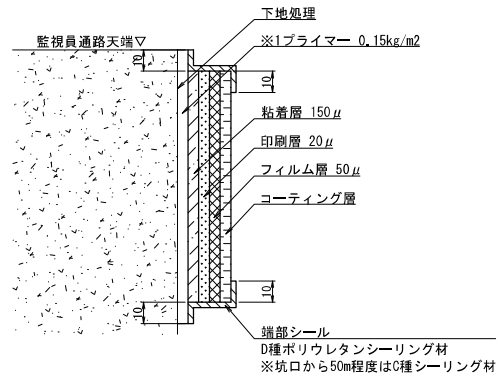 下地処理
※1プライマー 0.15kg/m2
監視員通路天端▽
10
10
粘着層 150μ
印刷層 20μ
フィルム層 50μ
コーティング層
10
10
端部シール
D種ポリウレタンシーリング材
※坑口から50m程度はC種シーリング材